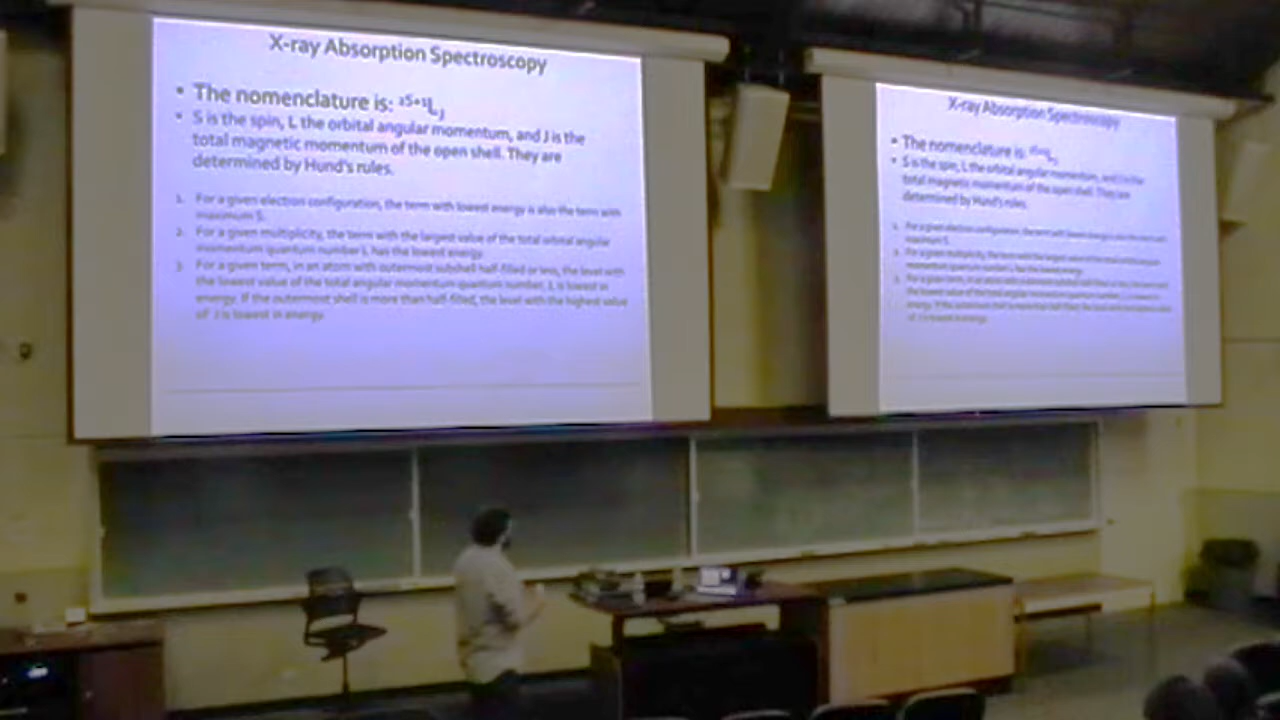 X-ray Absorption Spectroscopy
• The nomenclature is: ²ˢ⁺¹Lⱼ
• S is the spin, L the orbital angular momentum, and J is the
total magnetic momentum of the open shell. They are
determined by Hund's rules.
1. For a given electron configuration, the term with lowest energy is also the term with
maximum S.
2. For a given multiplicity, the term with the largest value of the total orbital angular
momentum quantum number L has the lowest energy.
3. For a given term, in an atom with outermost subshell half-filled or less, the level with
the lowest value of the total angular momentum quantum number, J, is lowest in
energy. If the outermost shell is more than half-filled, the level with the highest value
of J is lowest in energy.
X-ray Absorption Spectroscopy
• The nomenclature is:
• S is the spin, L the orbital angular momentum, and J is the
total magnetic momentum of the open shell. They are
determined by Hund's rules.